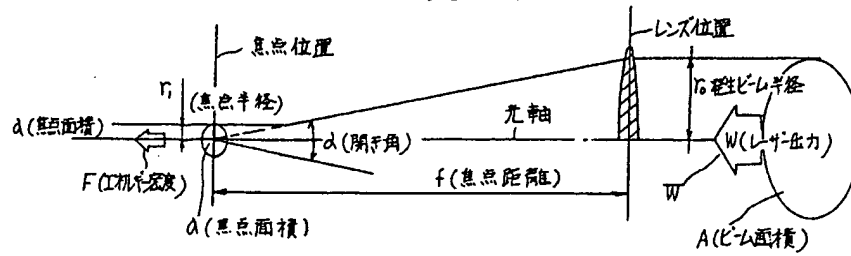 焦点位置
レンズ位置
r₁
(焦点半径)
r₀ 発生ビーム半径
a(焦点面積)
光軸
d(開き角)
W(レーザー出力)
F(エネルギー密度)
f(焦点距離)
W
a(焦点面積)
A(ビーム面積)